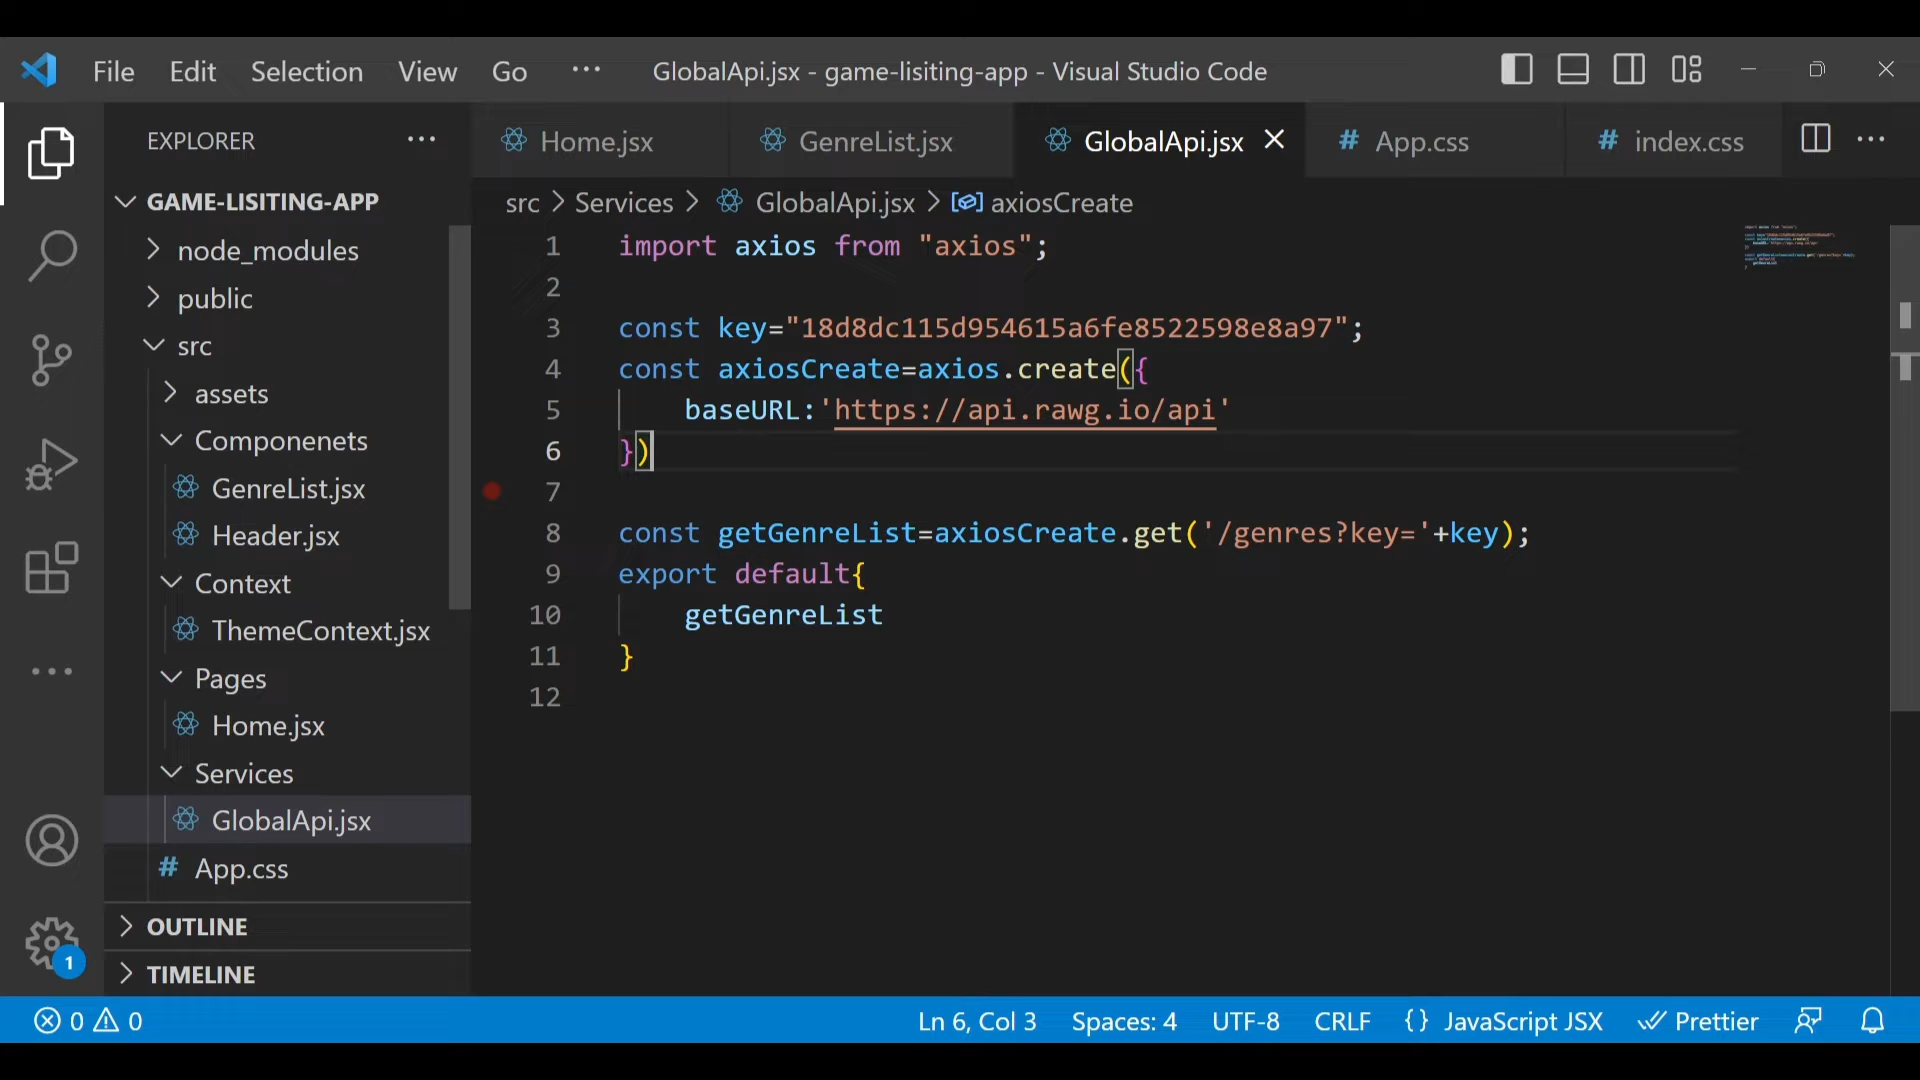 File Edit Selection View Go ··· GlobalApi.jsx - game-lisiting-app - Visual Studio Code
EXPLORER ···
Home.jsx GenreList.jsx GlobalApi.jsx App.css index.css ···
src > Services > GlobalApi.jsx > axiosCreate
GAME-LISITING-APP
node_modules
public
src
assets
Componenets
GenreList.jsx
Header.jsx
Context
ThemeContext.jsx
Pages
Home.jsx
Services
GlobalApi.jsx
# App.css
OUTLINE
TIMELINE
1 import axios from "axios";
2
3 const key="18d8dc115d954615a6fe8522598e8a97";
4 const axiosCreate=axios.create({
5 baseURL:'https://api.rawg.io/api'
6 })
7
8 const getGenreList=axiosCreate.get('/genres?key='+key);
9 export default{
10 getGenreList
11 }
12
1
0 0 Ln 6, Col 3 Spaces: 4 UTF-8 CRLF {} JavaScript JSX Prettier